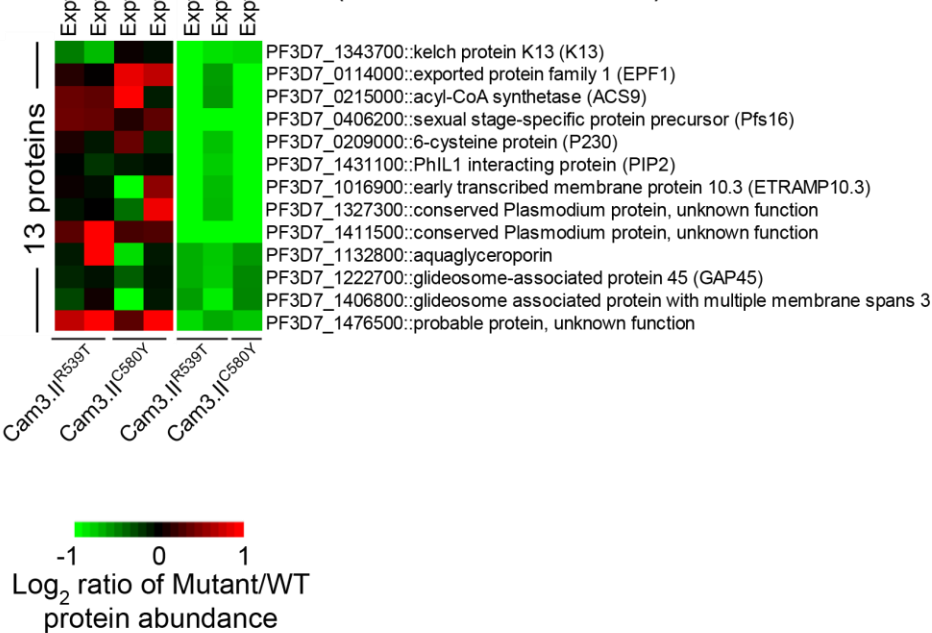 Exp
Exp
Exp
Exp
Exp
Exp
Exp
13 proteins
PF3D7_1343700::kelch protein K13 (K13)
PF3D7_0114000::exported protein family 1 (EPF1)
PF3D7_0215000::acyl-CoA synthetase (ACS9)
PF3D7_0406200::sexual stage-specific protein precursor (Pfs16)
PF3D7_0209000::6-cysteine protein (P230)
PF3D7_1431100::PhIL1 interacting protein (PIP2)
PF3D7_1016900::early transcribed membrane protein 10.3 (ETRAMP10.3)
PF3D7_1327300::conserved Plasmodium protein, unknown function
PF3D7_1411500::conserved Plasmodium protein, unknown function
PF3D7_1132800::aquaglyceroporin
PF3D7_1222700::glideosome-associated protein 45 (GAP45)
PF3D7_1406800::glideosome associated protein with multiple membrane spans 3
PF3D7_1476500::probable protein, unknown function
Cam3.II^R539T
Cam3.II^C580Y
Cam3.II^R539T
Cam3.II^C580Y
-1 0 1
Log₂ ratio of Mutant/WT
protein abundance